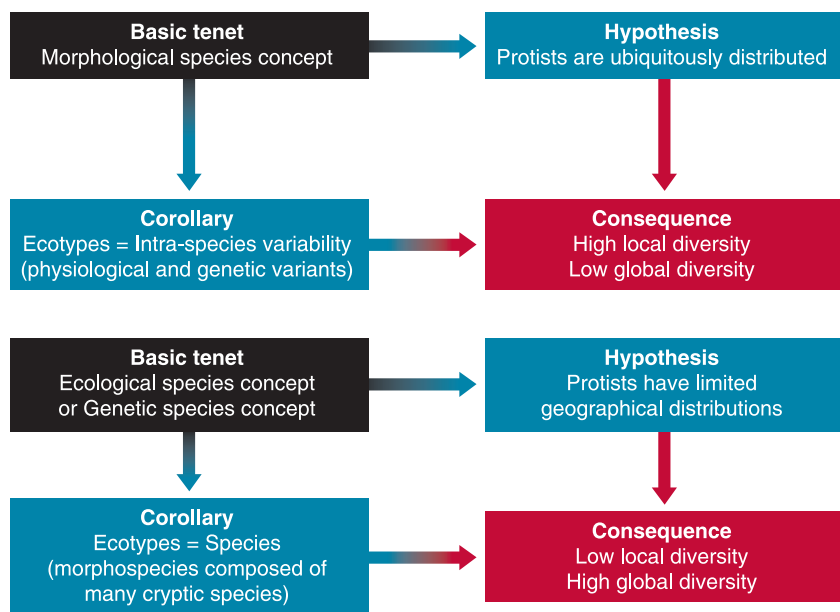 Basic tenet
Morphological species concept
Hypothesis
Protists are ubiquitously distributed
Corollary
Ecotypes = Intra-species variability
(physiological and genetic variants)
Consequence
High local diversity
Low global diversity
Basic tenet
Ecological species concept
or Genetic species concept
Hypothesis
Protists have limited
geographical distributions
Corollary
Ecotypes = Species
(morphospecies composed of
many cryptic species)
Consequence
Low local diversity
High global diversity